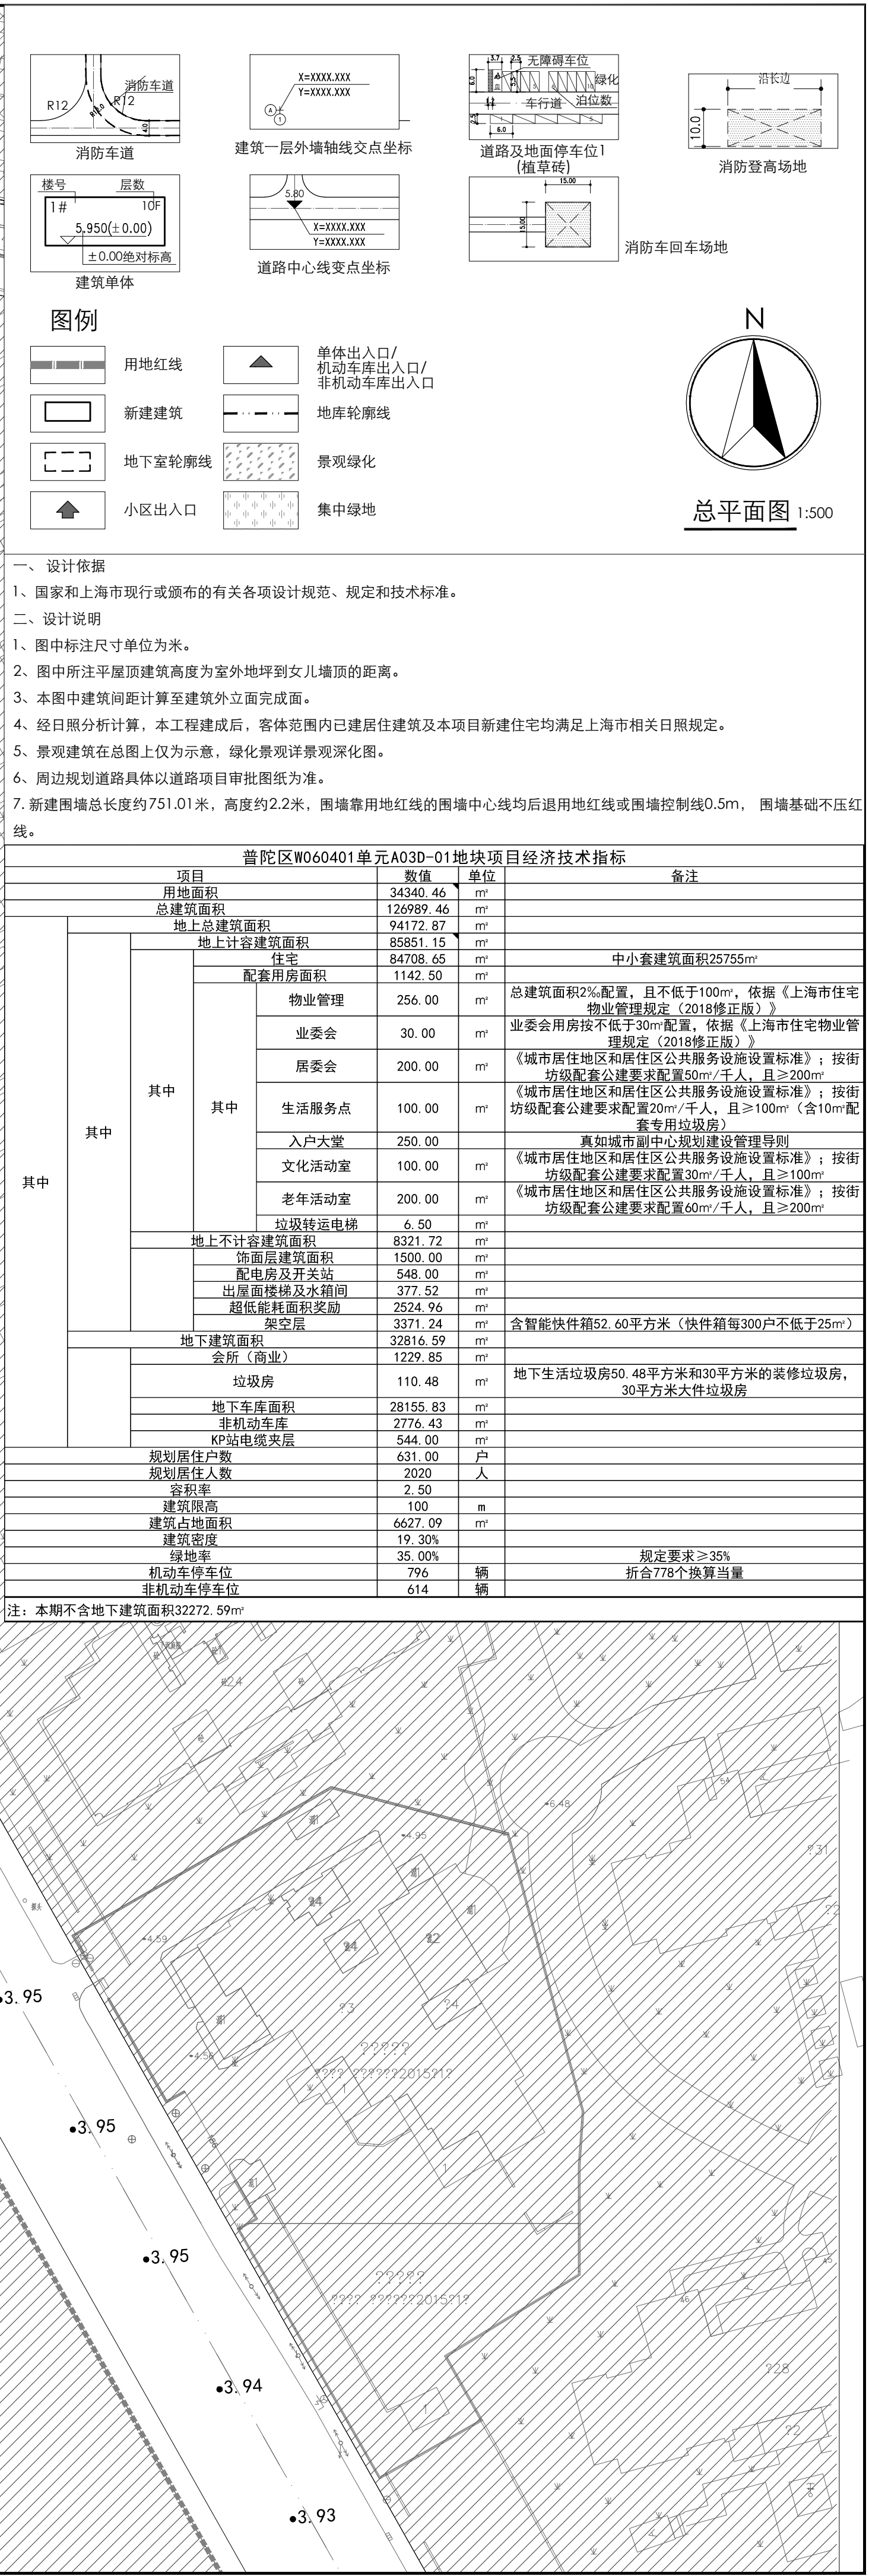 消防车道
R12
R12
R12.0
4.0
消防车道
X=XXXX.XXX
Y=XXXX.XXX
A
1
建筑一层外墙轴线交点坐标
3.7
2.5
无障碍车位
6.0
5.5
绿化
车行道
泊位数
2.5
6.0
道路及地面停车位1
(植草砖)
沿长边
10.0
消防登高场地
楼号
层数
1#
10F
5.950(±0.00)
±0.00绝对标高
建筑单体
5.80
X=XXXX.XXX
Y=XXXX.XXX
道路中心线变点坐标
15.00
15.00
消防车回车场地
图例
用地红线
单体出入口/
机动车库出入口/
非机动车库出入口
新建建筑
地库轮廓线
地下室轮廓线
景观绿化
小区出入口
集中绿地
N
总平面图 1:500
一、 设计依据
1、国家和上海市现行或颁布的有关各项设计规范、规定和技术标准。
二、设计说明
1、图中标注尺寸单位为米。
2、图中所注平屋顶建筑高度为室外地坪到女儿墙顶的距离。
3、本图中建筑间距计算至建筑外立面完成面。
4、经日照分析计算，本工程建成后，客体范围内已建居住建筑及本项目新建住宅均满足上海市相关日照规定。
5、景观建筑在总图上仅为示意，绿化景观详景观深化图。
6、周边规划道路具体以道路项目审批图纸为准。
7. 新建围墙总长度约751.01米，高度约2.2米，围墙靠用地红线的围墙中心线均后退用地红线或围墙控制线0.5m， 围墙基础不压红
线。
普陀区W060401单元A03D-01地块项目经济技术指标
项目 数值 单位 备注
用地面积 34340.46 ㎡
总建筑面积 126989.46 ㎡
其中
地上总建筑面积 94172.87 ㎡
其中
地上计容建筑面积 85851.15 ㎡
其中
住宅 84708.65 ㎡ 中小套建筑面积25755㎡
配套用房面积 1142.50 ㎡
其中
物业管理 256.00 ㎡ 总建筑面积2‰配置，且不低于100㎡，依据《上海市住宅
物业管理规定（2018修正版）》
业委会 30.00 ㎡ 业委会用房按不低于30㎡配置，依据《上海市住宅物业管
理规定（2018修正版）》
居委会 200.00 ㎡ 《城市居住地区和居住区公共服务设施设置标准》；按街
坊级配套公建要求配置50㎡/千人，且≥200㎡
生活服务点 100.00 ㎡ 《城市居住地区和居住区公共服务设施设置标准》；按街
坊级配套公建要求配置20㎡/千人，且≥100㎡（含10㎡配
套专用垃圾房）
入户大堂 250.00 真如城市副中心规划建设管理导则
文化活动室 100.00 ㎡ 《城市居住地区和居住区公共服务设施设置标准》；按街
坊级配套公建要求配置30㎡/千人，且≥100㎡
老年活动室 200.00 ㎡ 《城市居住地区和居住区公共服务设施设置标准》；按街
坊级配套公建要求配置60㎡/千人，且≥200㎡
垃圾转运电梯 6.50 ㎡
地上不计容建筑面积 8321.72 ㎡
饰面层建筑面积 1500.00 ㎡
配电房及开关站 548.00 ㎡
出屋面楼梯及水箱间 377.52 ㎡
超低能耗面积奖励 2524.96 ㎡
架空层 3371.24 ㎡ 含智能快件箱52.60平方米（快件箱每300户不低于25㎡）
地下建筑面积 32816.59 ㎡
会所（商业） 1229.85 ㎡
垃圾房 110.48 ㎡ 地下生活垃圾房50.48平方米和30平方米的装修垃圾房，
30平方米大件垃圾房
地下车库面积 28155.83 ㎡
非机动车库 2776.43 ㎡
KP站电缆夹层 544.00 ㎡
规划居住户数 631.00 户
规划居住人数 2020 人
容积率 2.50
建筑限高 100 m
建筑占地面积 6627.09 ㎡
建筑密度 19.30%
绿地率 35.00% 规定要求≥35%
机动车停车位 796 辆 折合778个换算当量
非机动车停车位 614 辆
注：本期不含地下建筑面积32272.59㎡
54
6.48
4.95
?31
4.59
?2
3.95
?3
?4
?????
4.56
???? ??????2015?1?
1
3.95
1
3.95
?????
???? ??????2015?1?
45
46
3.94
?28
1
?2
3.93